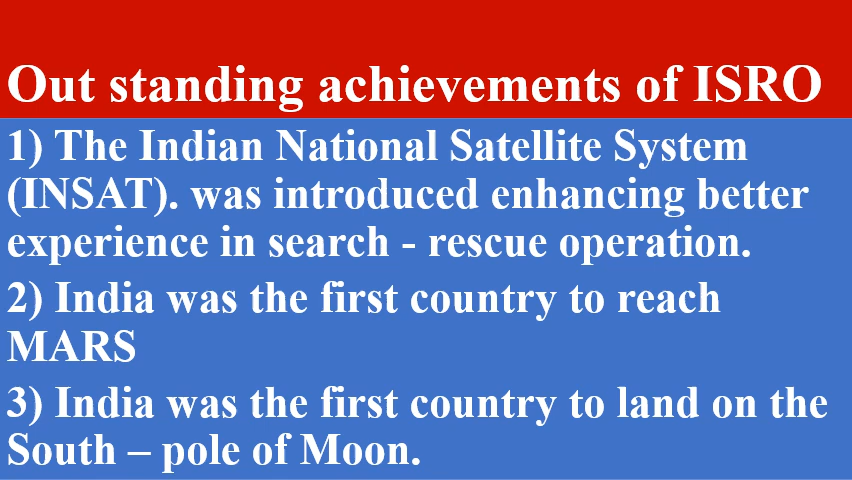 Out standing achievements of ISRO
1) The Indian National Satellite System
(INSAT). was introduced enhancing better
experience in search - rescue operation.
2) India was the first country to reach
MARS
3) India was the first country to land on the
South – pole of Moon.